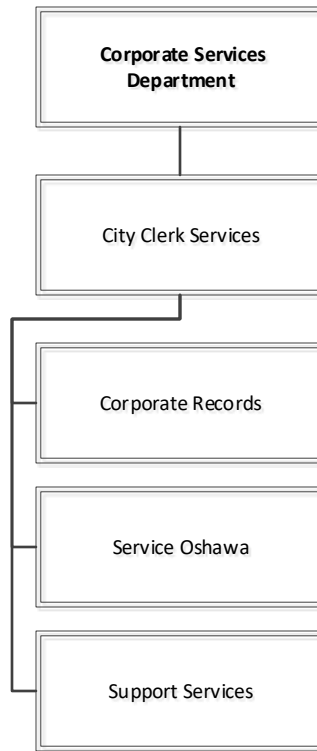 Corporate Services
Department
City Clerk Services
Corporate Records
Service Oshawa
Support Services